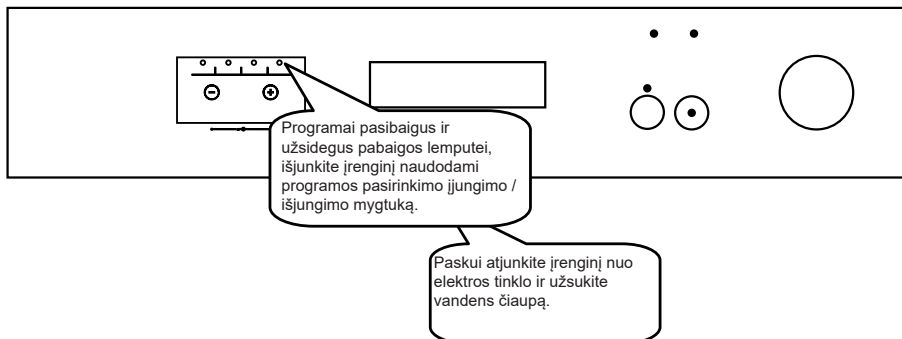 Programai pasibaigus ir
užsidegus pabaigos lemputei,
išjunkite įrenginį naudodami
programos pasirinkimo įjungimo /
išjungimo mygtuką.
Paskui atjunkite įrenginį nuo
elektros tinklo ir užsukite
vandens čiaupą.